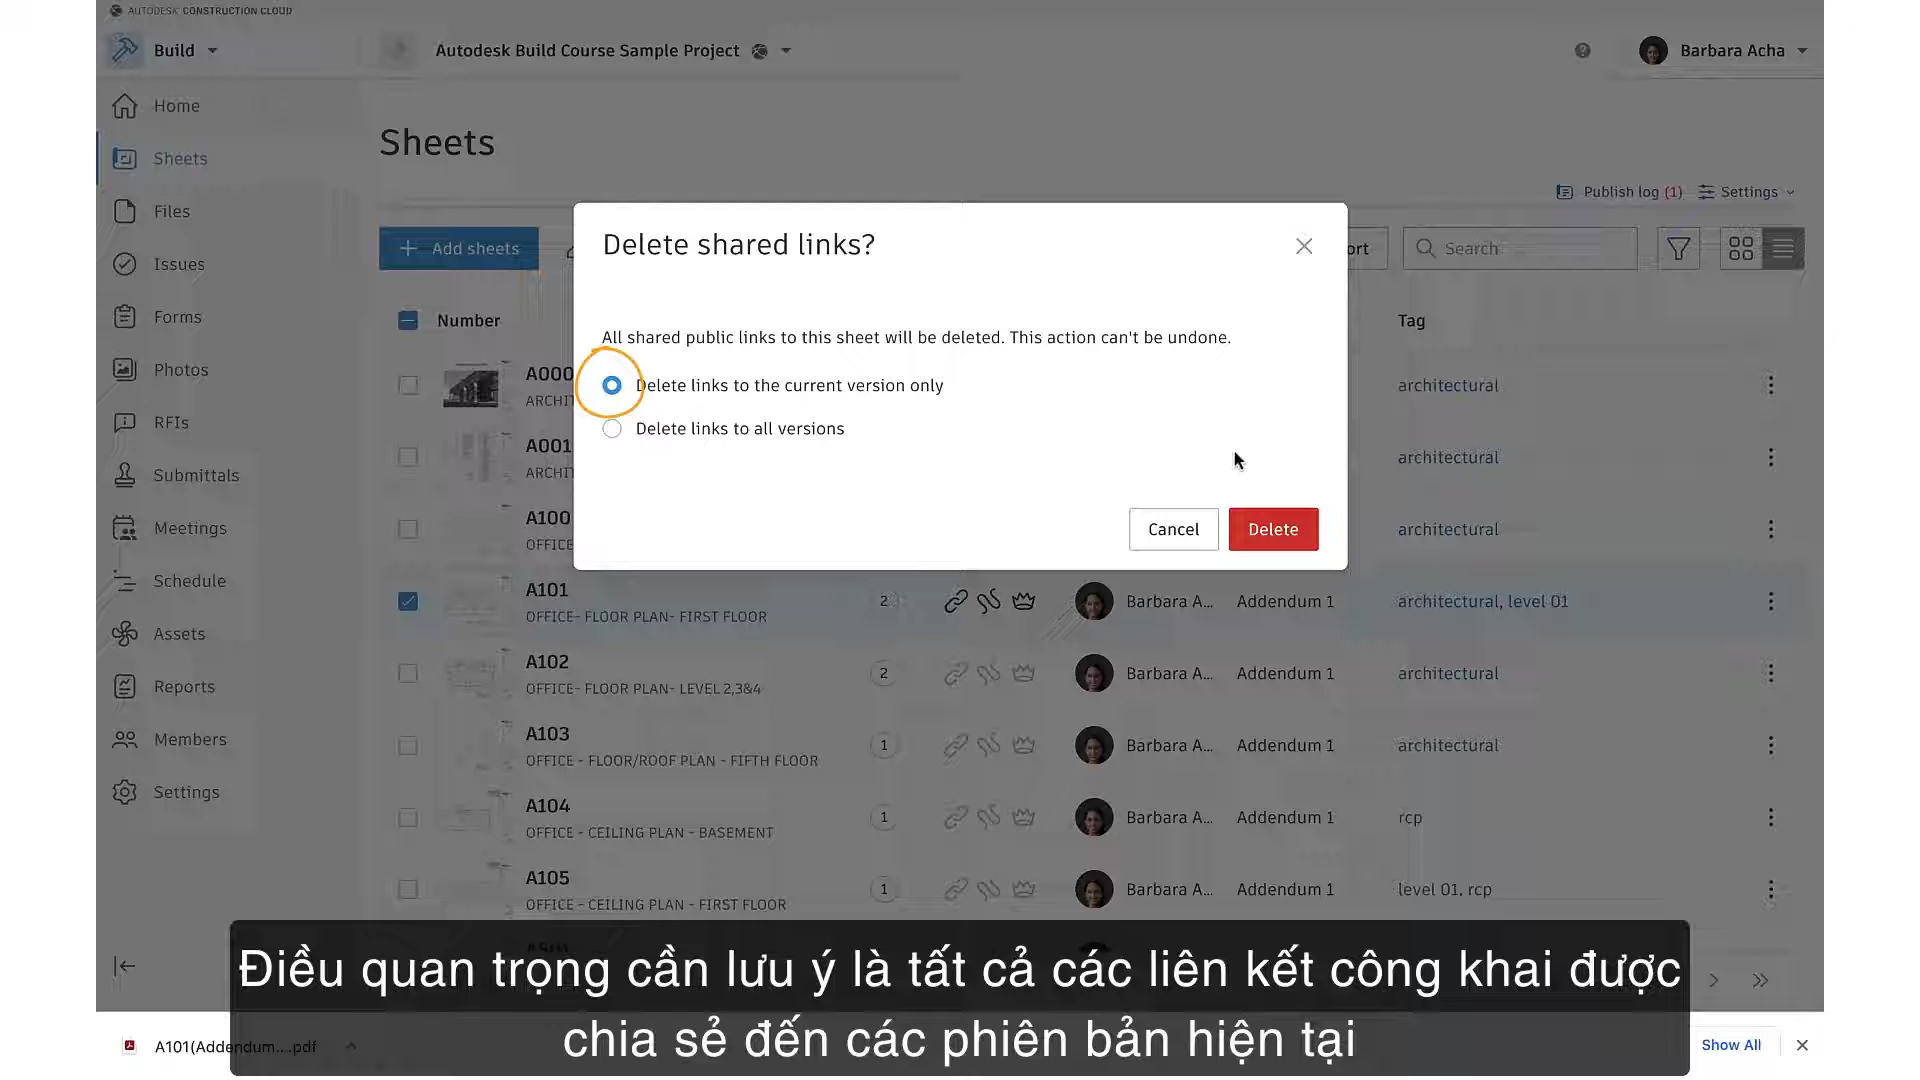 AUTODESK CONSTRUCTION CLOUD
Build
Autodesk Build Course Sample Project
Barbara Acha
Home
Sheets
Files
Issues
Forms
Photos
RFIs
Submittals
Meetings
Schedule
Assets
Reports
Members
Settings
Sheets
Publish log (1)
Settings
Add sheets
ort
Search
Number
Tag
Delete shared links?
All shared public links to this sheet will be deleted. This action can't be undone.
Delete links to the current version only
Delete links to all versions
Cancel
Delete
A000
ARCHIT
architectural
A001
ARCHIT
architectural
A100
OFFICE
architectural
A101
OFFICE- FLOOR PLAN- FIRST FLOOR
2
Barbara A...
Addendum 1
architectural, level 01
A102
OFFICE- FLOOR PLAN- LEVEL 2,3&4
2
Barbara A...
Addendum 1
architectural
A103
OFFICE - FLOOR/ROOF PLAN - FIFTH FLOOR
1
Barbara A...
Addendum 1
architectural
A104
OFFICE - CEILING PLAN - BASEMENT
1
Barbara A...
Addendum 1
rcp
A105
OFFICE - CEILING PLAN - FIRST FLOOR
1
Barbara A...
Addendum 1
level 01, rcp
Điều quan trọng cần lưu ý là tất cả các liên kết công khai được
chia sẻ đến các phiên bản hiện tại
A101(Addendum....pdf
Show All